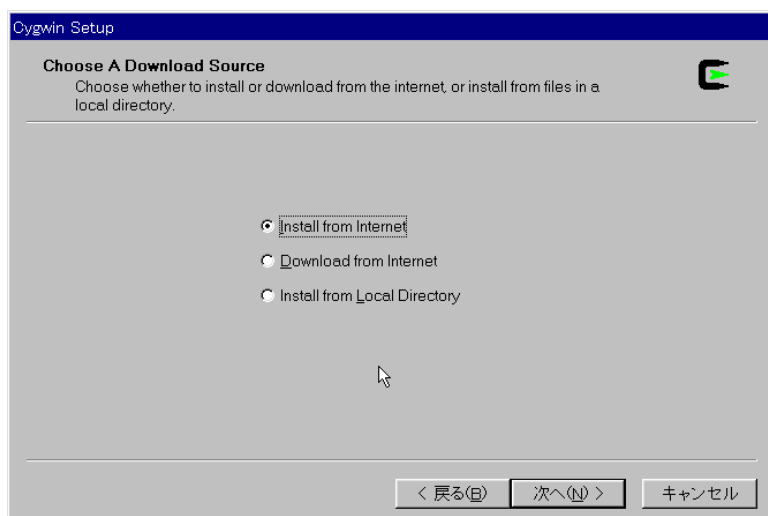 Cygwin Setup
Choose A Download Source
Choose whether to install or download from the internet, or install from files in a
local directory.
Install from Internet
Download from Internet
Install from Local Directory
< 戻る(B) 次へ(N) > キャンセル